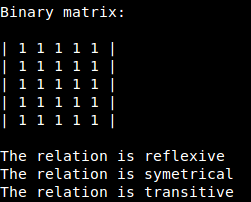 Binary matrix:
| 1 1 1 1 1 |
| 1 1 1 1 1 |
| 1 1 1 1 1 |
| 1 1 1 1 1 |
| 1 1 1 1 1 |
The relation is reflexive
The relation is symetrical
The relation is transitive